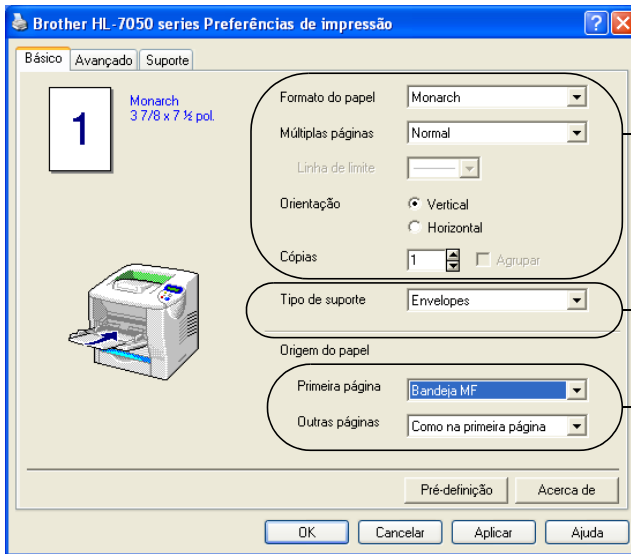 Brother HL-7050 series Preferências de impressão
Básico Avançado Suporte
1
Monarch
3 7/8 x 7 ½ pol.
Formato do papel Monarch
Múltiplas páginas Normal
Linha de limite
Orientação Vertical
Horizontal
Cópias 1 Agrupar
Tipo de suporte Envelopes
Origem do papel
Primeira página Bandeja MF
Outras páginas Como na primeira página
Pré-definição Acerca de
OK Cancelar Aplicar Ajuda